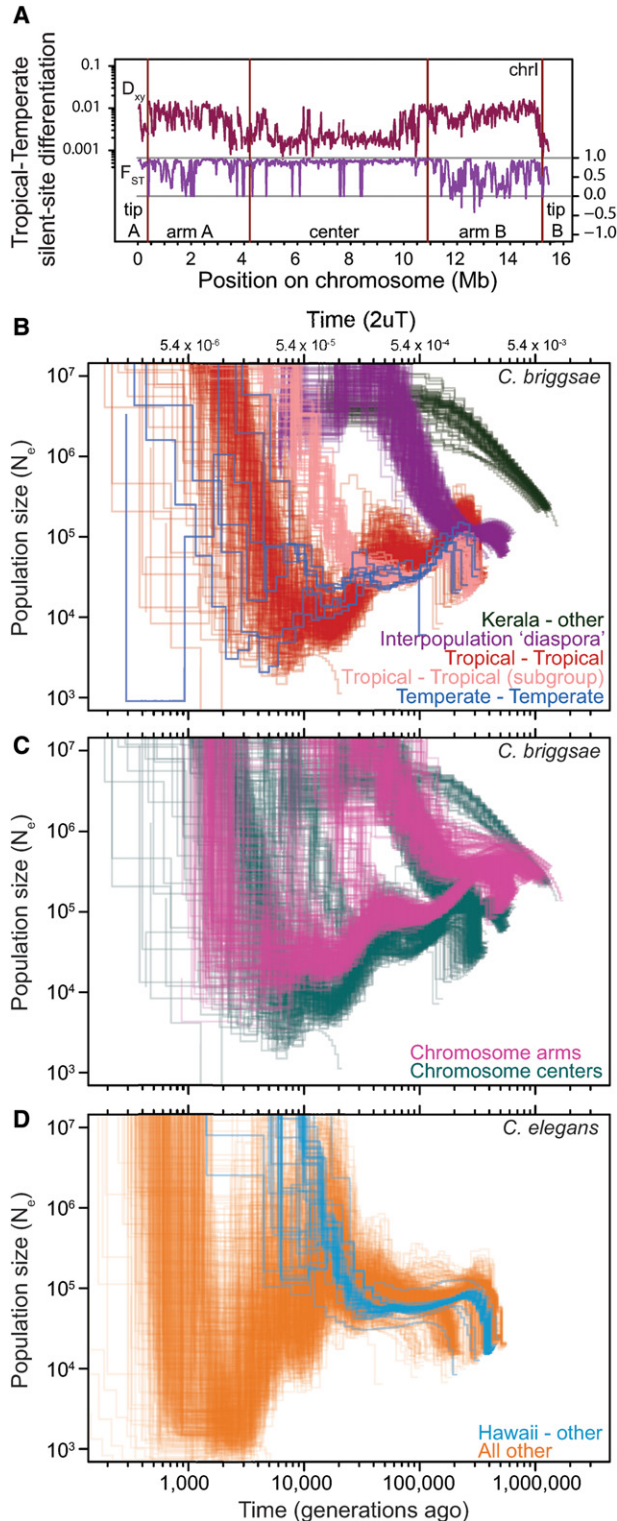 A
Tropical-Temperate
silent-site differentiation
0.1
0.01
0.001
Dxy
FST
chrI
1.0
0.5
0.0
−0.5
−1.0
tip
A
arm A
center
arm B
tip
B
0 2 4 6 8 10 12 14 16
Position on chromosome (Mb)
B
Time (2uT)
5.4 x 10⁻⁶ 5.4 x 10⁻⁵ 5.4 x 10⁻⁴ 5.4 x 10⁻³
C. briggsae
Population size (Ne)
10⁷
10⁶
10⁵
10⁴
10³
Kerala - other
Interpopulation 'diaspora'
Tropical - Tropical
Tropical - Tropical (subgroup)
Temperate - Temperate
C
C. briggsae
Population size (Ne)
10⁷
10⁶
10⁵
10⁴
10³
Chromosome arms
Chromosome centers
D
C. elegans
Population size (Ne)
10⁷
10⁶
10⁵
10⁴
10³
Hawaii - other
All other
1,000 10,000 100,000 1,000,000
Time (generations ago)